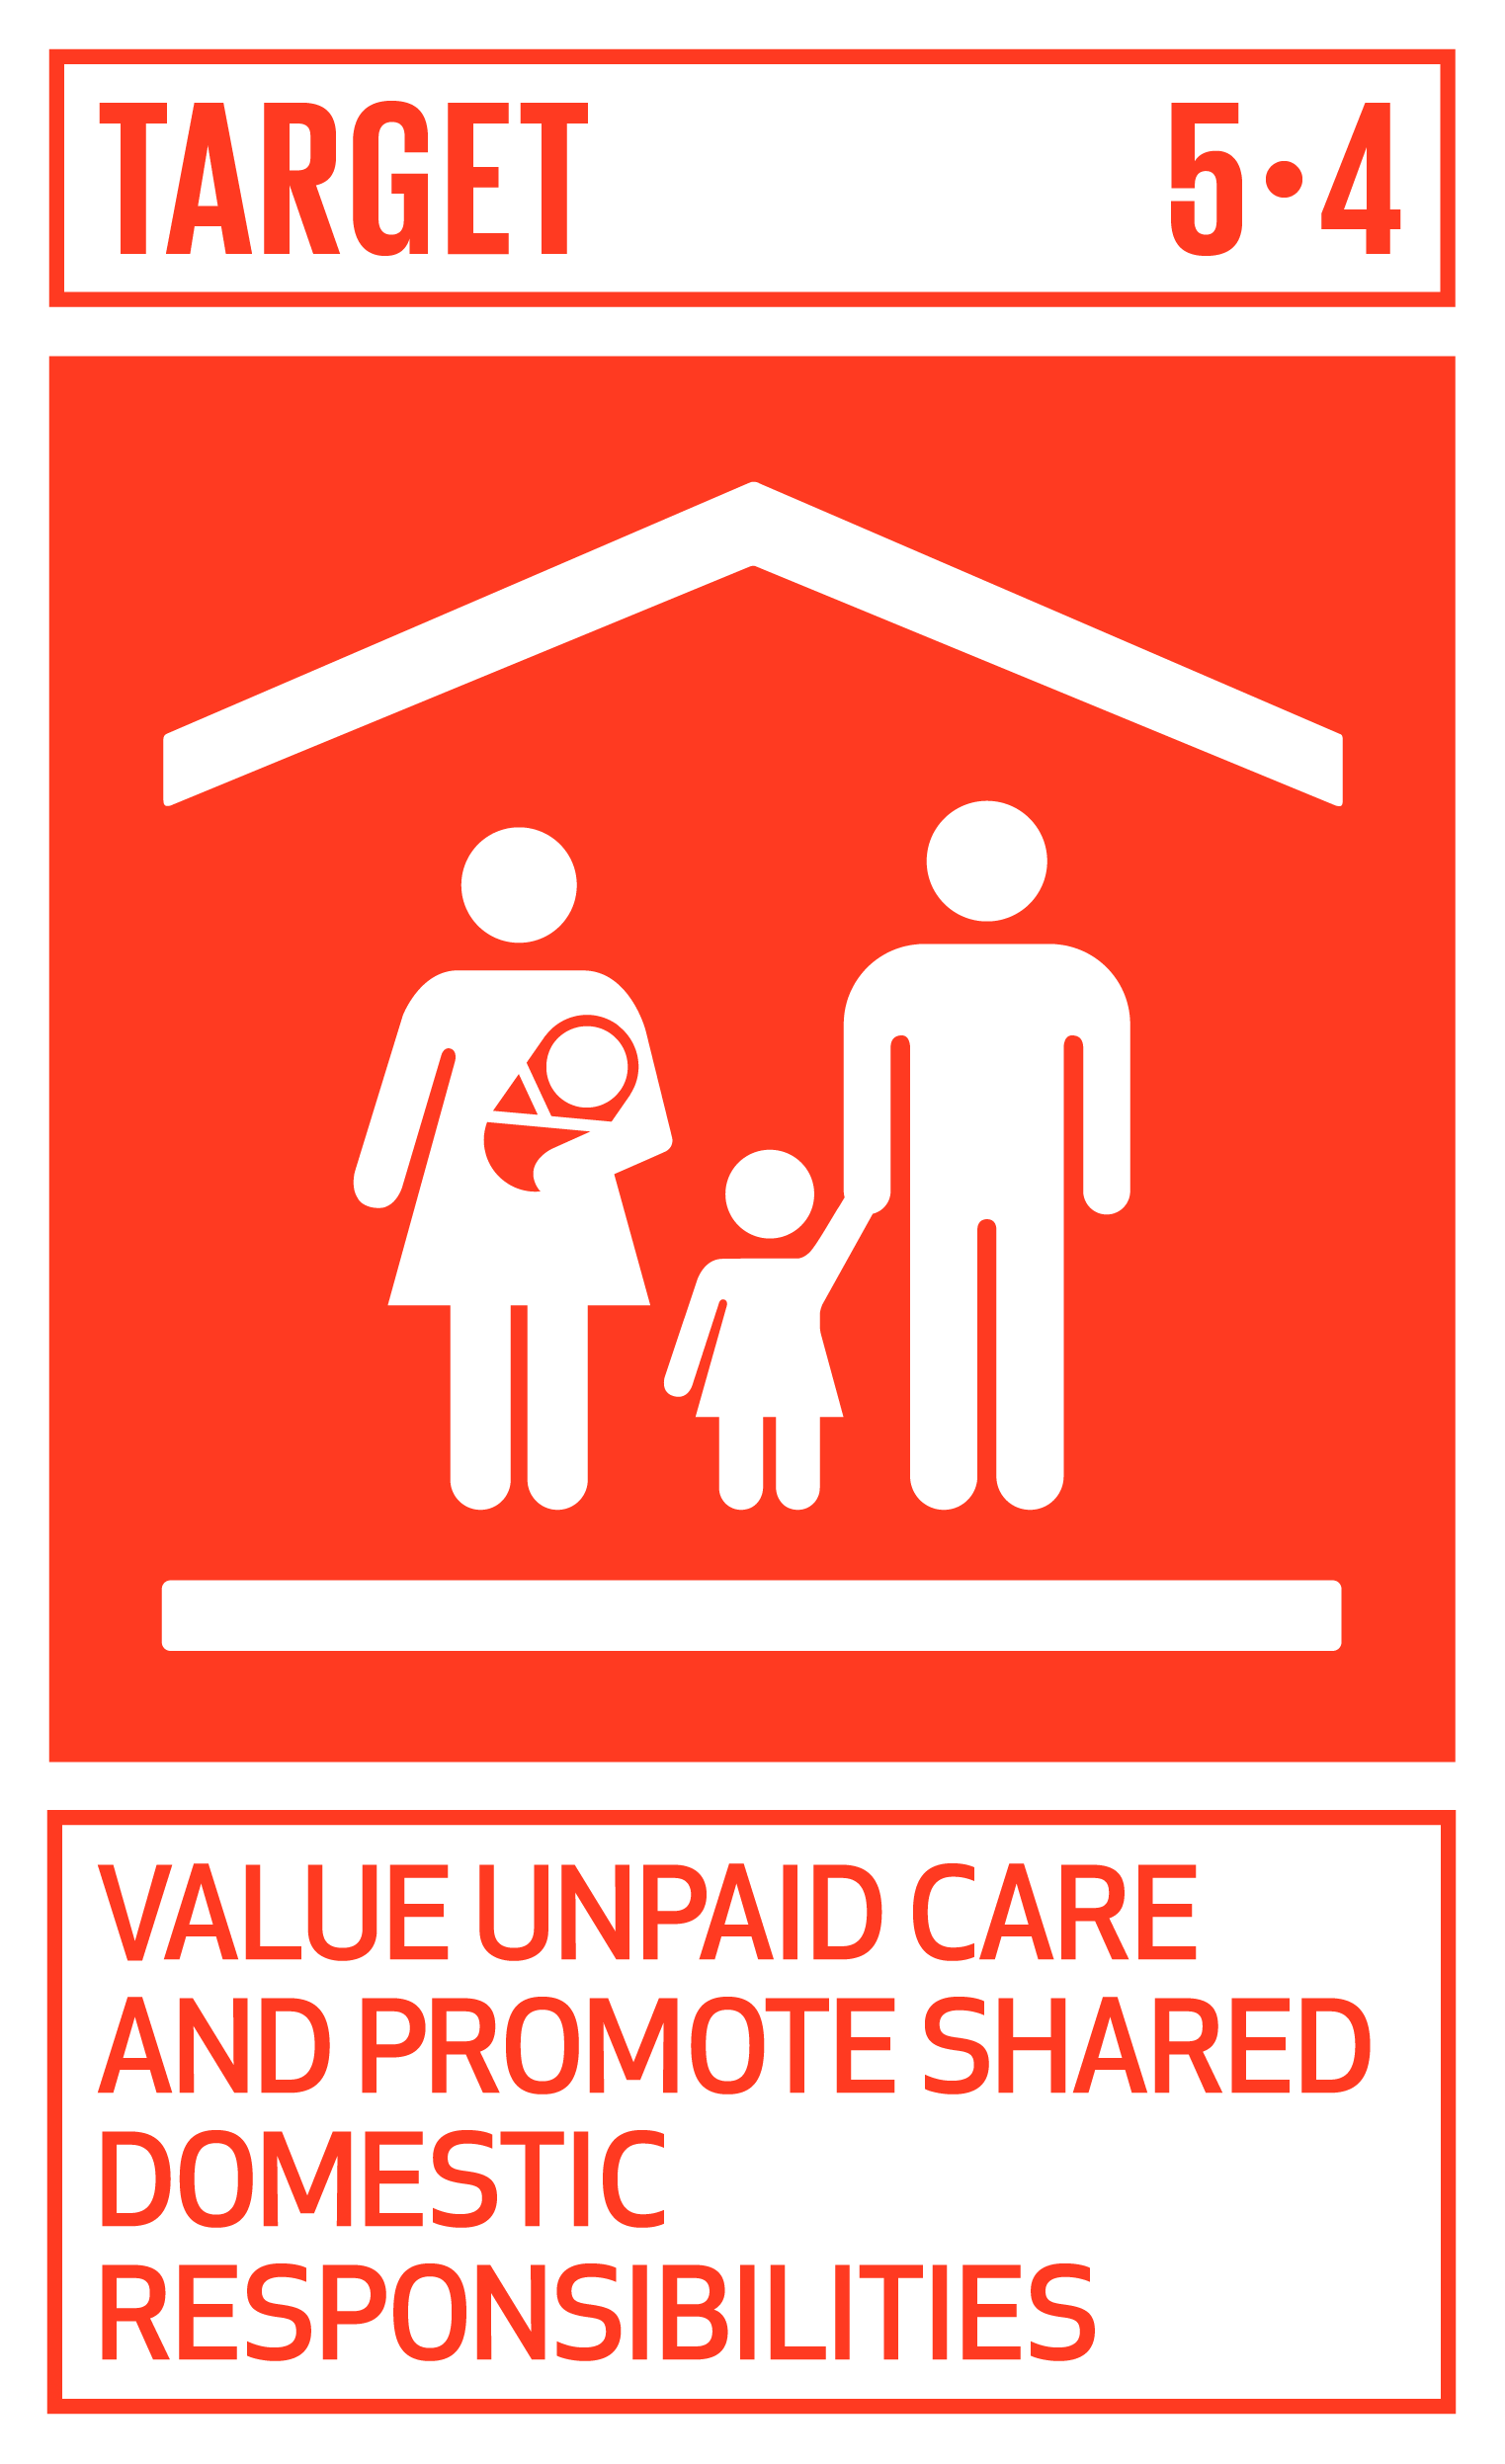 TARGET 5·4
VALUE UNPAID CARE
AND PROMOTE SHARED
DOMESTIC
RESPONSIBILITIES